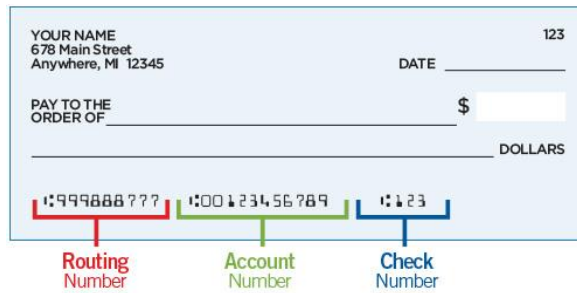 YOUR NAME 123
678 Main Street
Anywhere, MI 12345 DATE
PAY TO THE $
ORDER OF
DOLLARS
⑆999888777 ⑆00123456789 ⑆123
Routing Account Check
Number Number Number